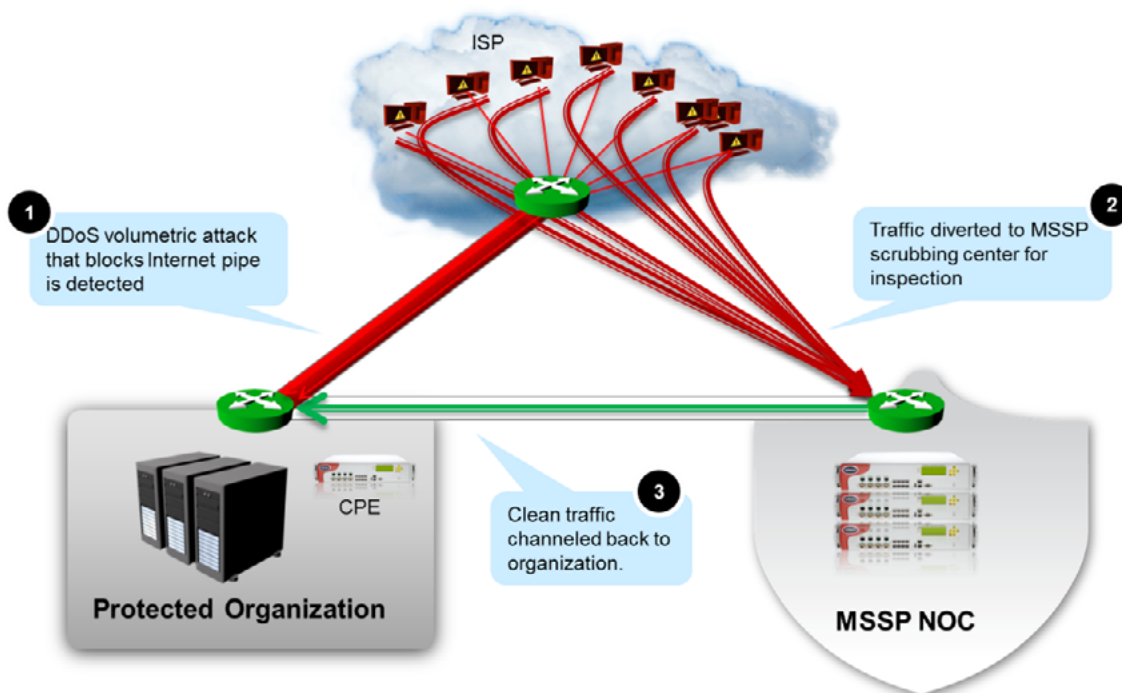 ISP
1
DDoS volumetric attack
that blocks Internet pipe
is detected
2
Traffic diverted to MSSP
scrubbing center for
inspection
CPE
Protected Organization
3
Clean traffic
channeled back to
organization.
MSSP NOC